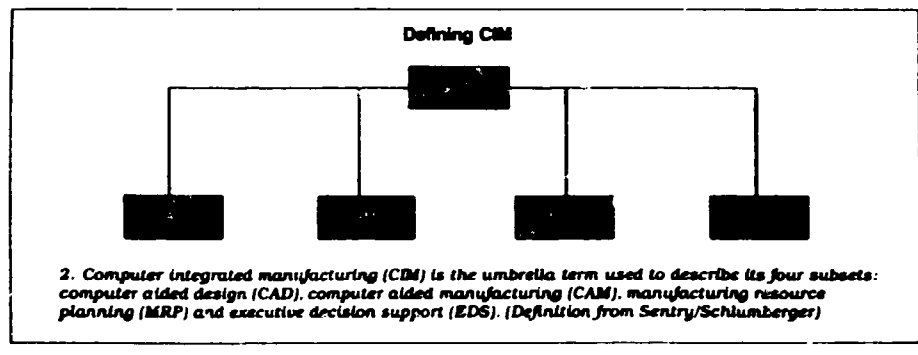 Defining CIM
2. Computer integrated manufacturing (CIM) is the umbrella term used to describe its four subsets:
computer aided design (CAD), computer aided manufacturing (CAM), manufacturing resource
planning (MRP) and executive decision support (EDS). (Definition from Sentry/Schlumberger)